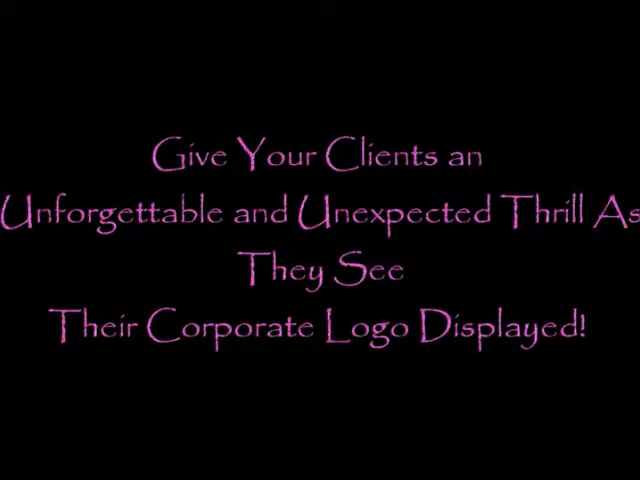 Give Your Clients an
Unforgettable and Unexpected Thrill As
They See
Their Corporate Logo Displayed!